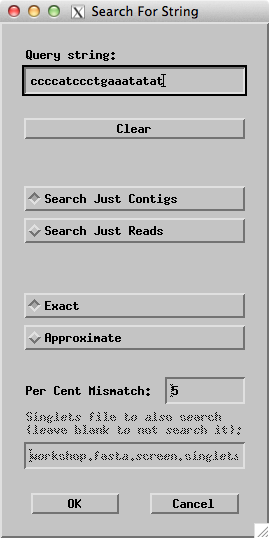 Search For String
Query string:
ccccatccctgaaatatat
Clear
Search Just Contigs
Search Just Reads
Exact
Approximate
Per Cent Mismatch: 5
Singlets file to also search
(leave blank to not search it):
workshop.fasta.screen.singlets
OK Cancel